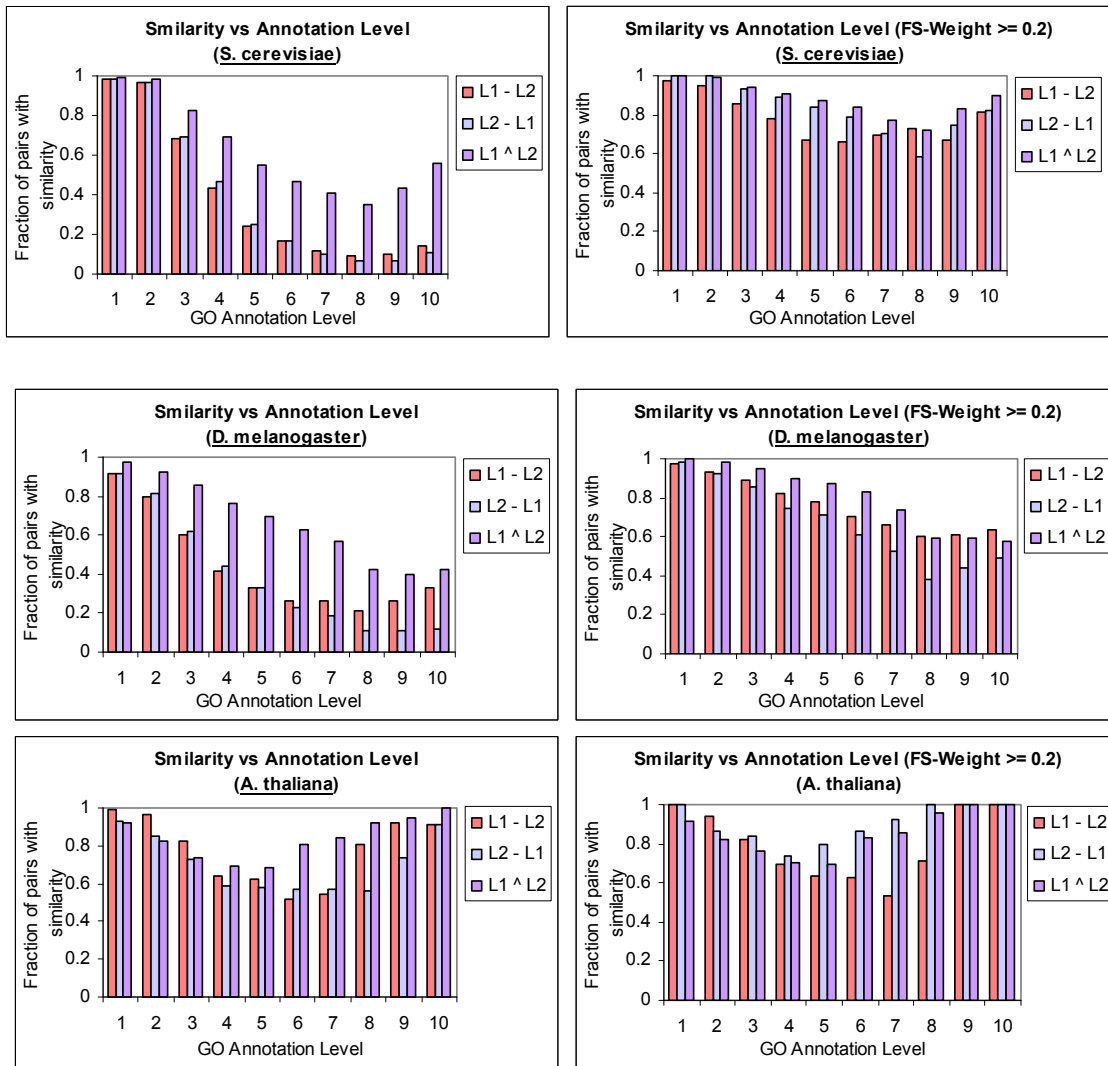 Smilarity vs Annotation Level
(S. cerevisiae)
Fraction of pairs with
similarity
1
0.8
0.6
0.4
0.2
0
1 2 3 4 5 6 7 8 9 10
GO Annotation Level
L1 - L2
L2 - L1
L1 ^ L2
Smilarity vs Annotation Level (FS-Weight >= 0.2)
(S. cerevisiae)
Fraction of pairs with
similarity
1
0.8
0.6
0.4
0.2
0
1 2 3 4 5 6 7 8 9 10
GO Annotation Level
L1 - L2
L2 - L1
L1 ^ L2
Smilarity vs Annotation Level
(D. melanogaster)
Fraction of pairs with
similarity
1
0.8
0.6
0.4
0.2
0
1 2 3 4 5 6 7 8 9 10
GO Annotation Level
L1 - L2
L2 - L1
L1 ^ L2
Smilarity vs Annotation Level (FS-Weight >= 0.2)
(D. melanogaster)
Fraction of pairs with
similarity
1
0.8
0.6
0.4
0.2
0
1 2 3 4 5 6 7 8 9 10
GO Annotation Level
L1 - L2
L2 - L1
L1 ^ L2
Smilarity vs Annotation Level
(A. thaliana)
Fraction of pairs with
similarity
1
0.8
0.6
0.4
0.2
0
1 2 3 4 5 6 7 8 9 10
GO Annotation Level
L1 - L2
L2 - L1
L1 ^ L2
Smilarity vs Annotation Level (FS-Weight >= 0.2)
(A. thaliana)
Fraction of pairs with
similarity
1
0.8
0.6
0.4
0.2
0
1 2 3 4 5 6 7 8 9 10
GO Annotation Level
L1 - L2
L2 - L1
L1 ^ L2